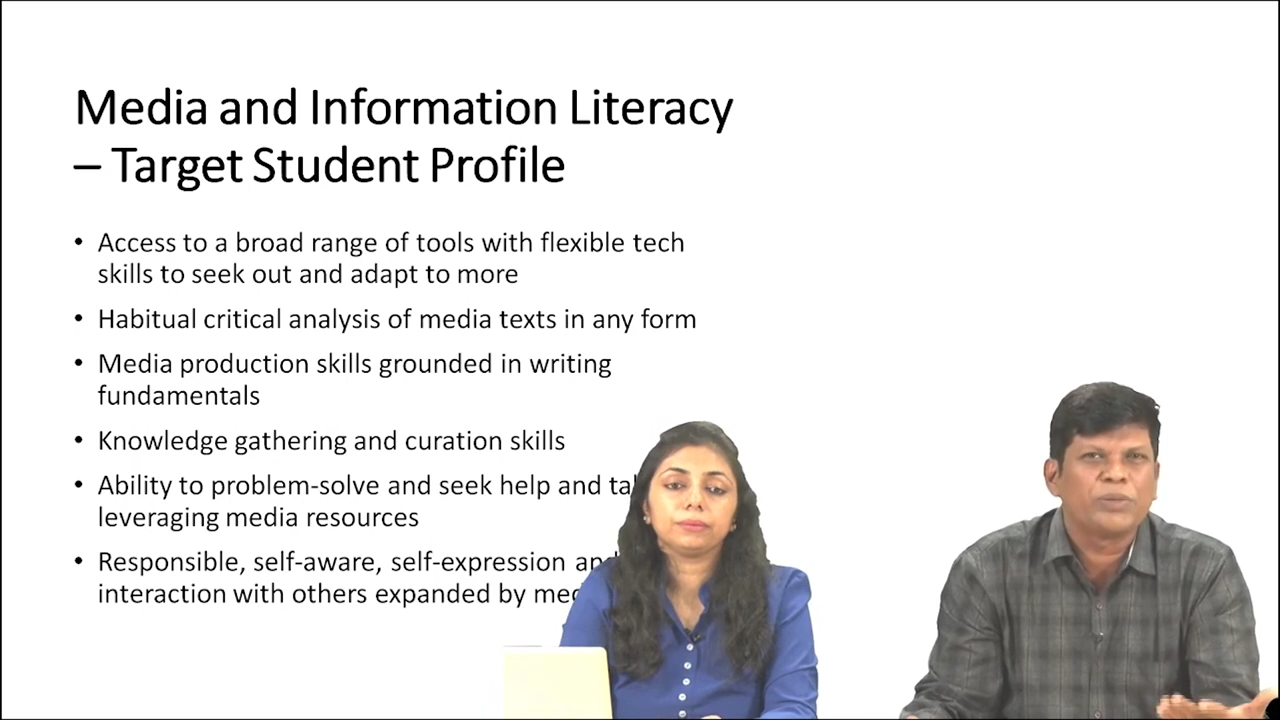 Media and Information Literacy
– Target Student Profile
• Access to a broad range of tools with flexible tech
skills to seek out and adapt to more
• Habitual critical analysis of media texts in any form
• Media production skills grounded in writing
fundamentals
• Knowledge gathering and curation skills
• Ability to problem-solve and seek help and
leveraging media resources
• Responsible, self-aware, self-expression and
interaction with others expanded by